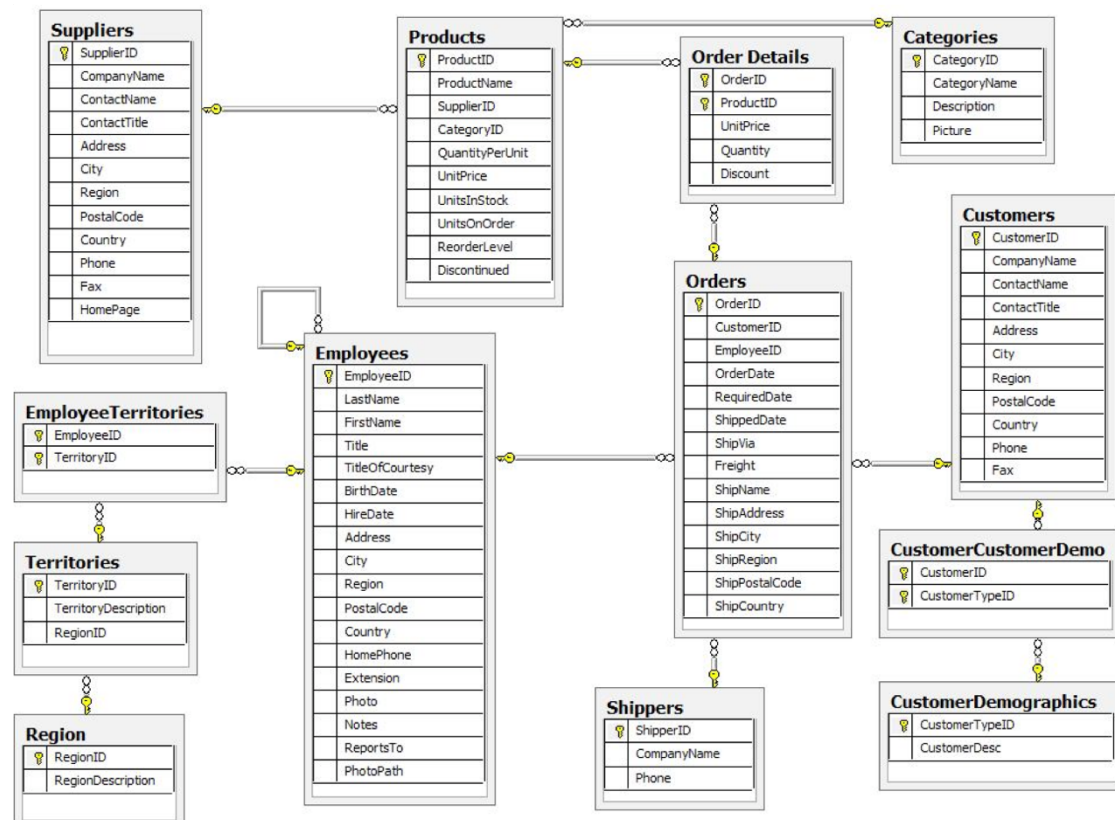 Suppliers
SupplierID
CompanyName
ContactName
ContactTitle
Address
City
Region
PostalCode
Country
Phone
Fax
HomePage
Products
ProductID
ProductName
SupplierID
CategoryID
QuantityPerUnit
UnitPrice
UnitsInStock
UnitsOnOrder
ReorderLevel
Discontinued
Order Details
OrderID
ProductID
UnitPrice
Quantity
Discount
Categories
CategoryID
CategoryName
Description
Picture
Customers
CustomerID
CompanyName
ContactName
ContactTitle
Address
City
Region
PostalCode
Country
Phone
Fax
Orders
OrderID
CustomerID
EmployeeID
OrderDate
RequiredDate
ShippedDate
ShipVia
Freight
ShipName
ShipAddress
ShipCity
ShipRegion
ShipPostalCode
ShipCountry
Employees
EmployeeID
LastName
FirstName
Title
TitleOfCourtesy
BirthDate
HireDate
Address
City
Region
PostalCode
Country
HomePhone
Extension
Photo
Notes
ReportsTo
PhotoPath
EmployeeTerritories
EmployeeID
TerritoryID
Territories
TerritoryID
TerritoryDescription
RegionID
Region
RegionID
RegionDescription
Shippers
ShipperID
CompanyName
Phone
CustomerCustomerDemo
CustomerID
CustomerTypeID
CustomerDemographics
CustomerTypeID
CustomerDesc